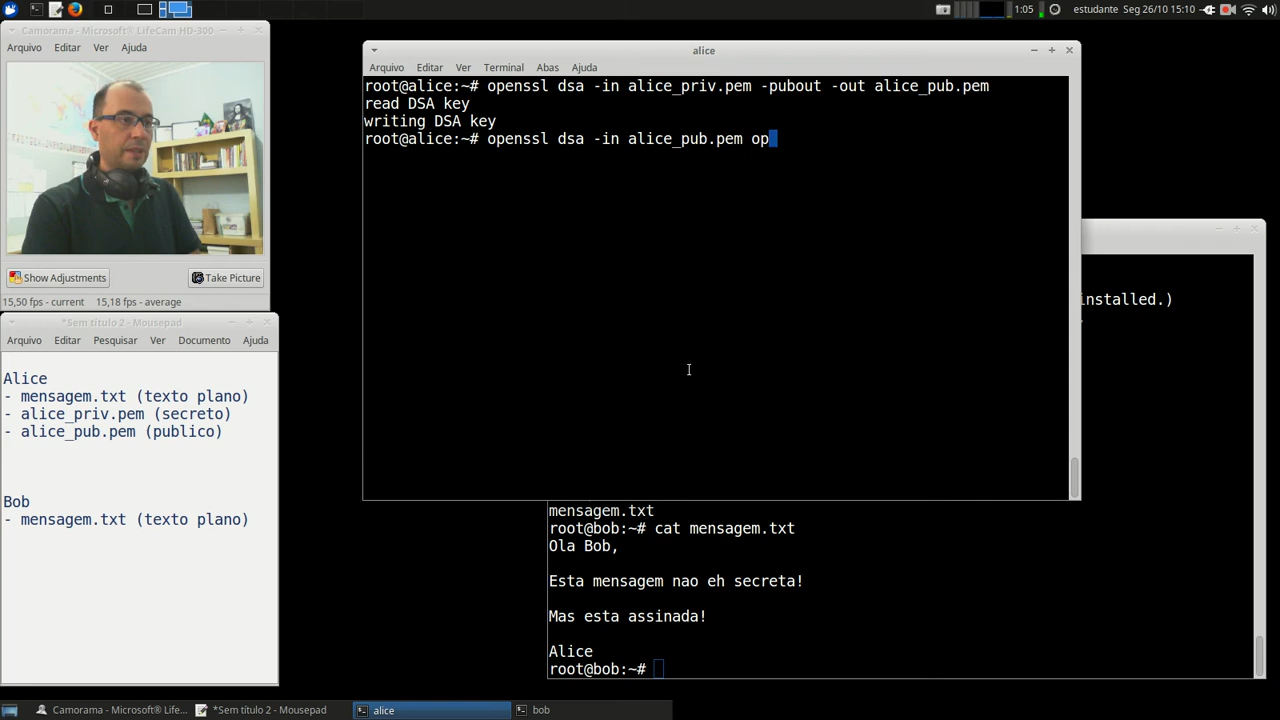 1:05
estudante Seg 26/10 15:10
Camorama - Microsoft® LifeCam HD-300
Arquivo Editar Ver Ajuda
Show Adjustments
Take Picture
15,50 fps - current 15,18 fps - average
*Sem título 2 - Mousepad
Arquivo Editar Pesquisar Ver Documento Ajuda
Alice
- mensagem.txt (texto plano)
- alice_priv.pem (secreto)
- alice_pub.pem (publico)
Bob
- mensagem.txt (texto plano)
alice
Arquivo Editar Ver Terminal Abas Ajuda
root@alice:~# openssl dsa -in alice_priv.pem -pubout -out alice_pub.pem
read DSA key
writing DSA key
root@alice:~# openssl dsa -in alice_pub.pem op
installed.)
mensagem.txt
root@bob:~# cat mensagem.txt
Ola Bob,
Esta mensagem nao eh secreta!
Mas esta assinada!
Alice
root@bob:~#
Camorama - Microsoft® Life...
*Sem título 2 - Mousepad
alice
bob